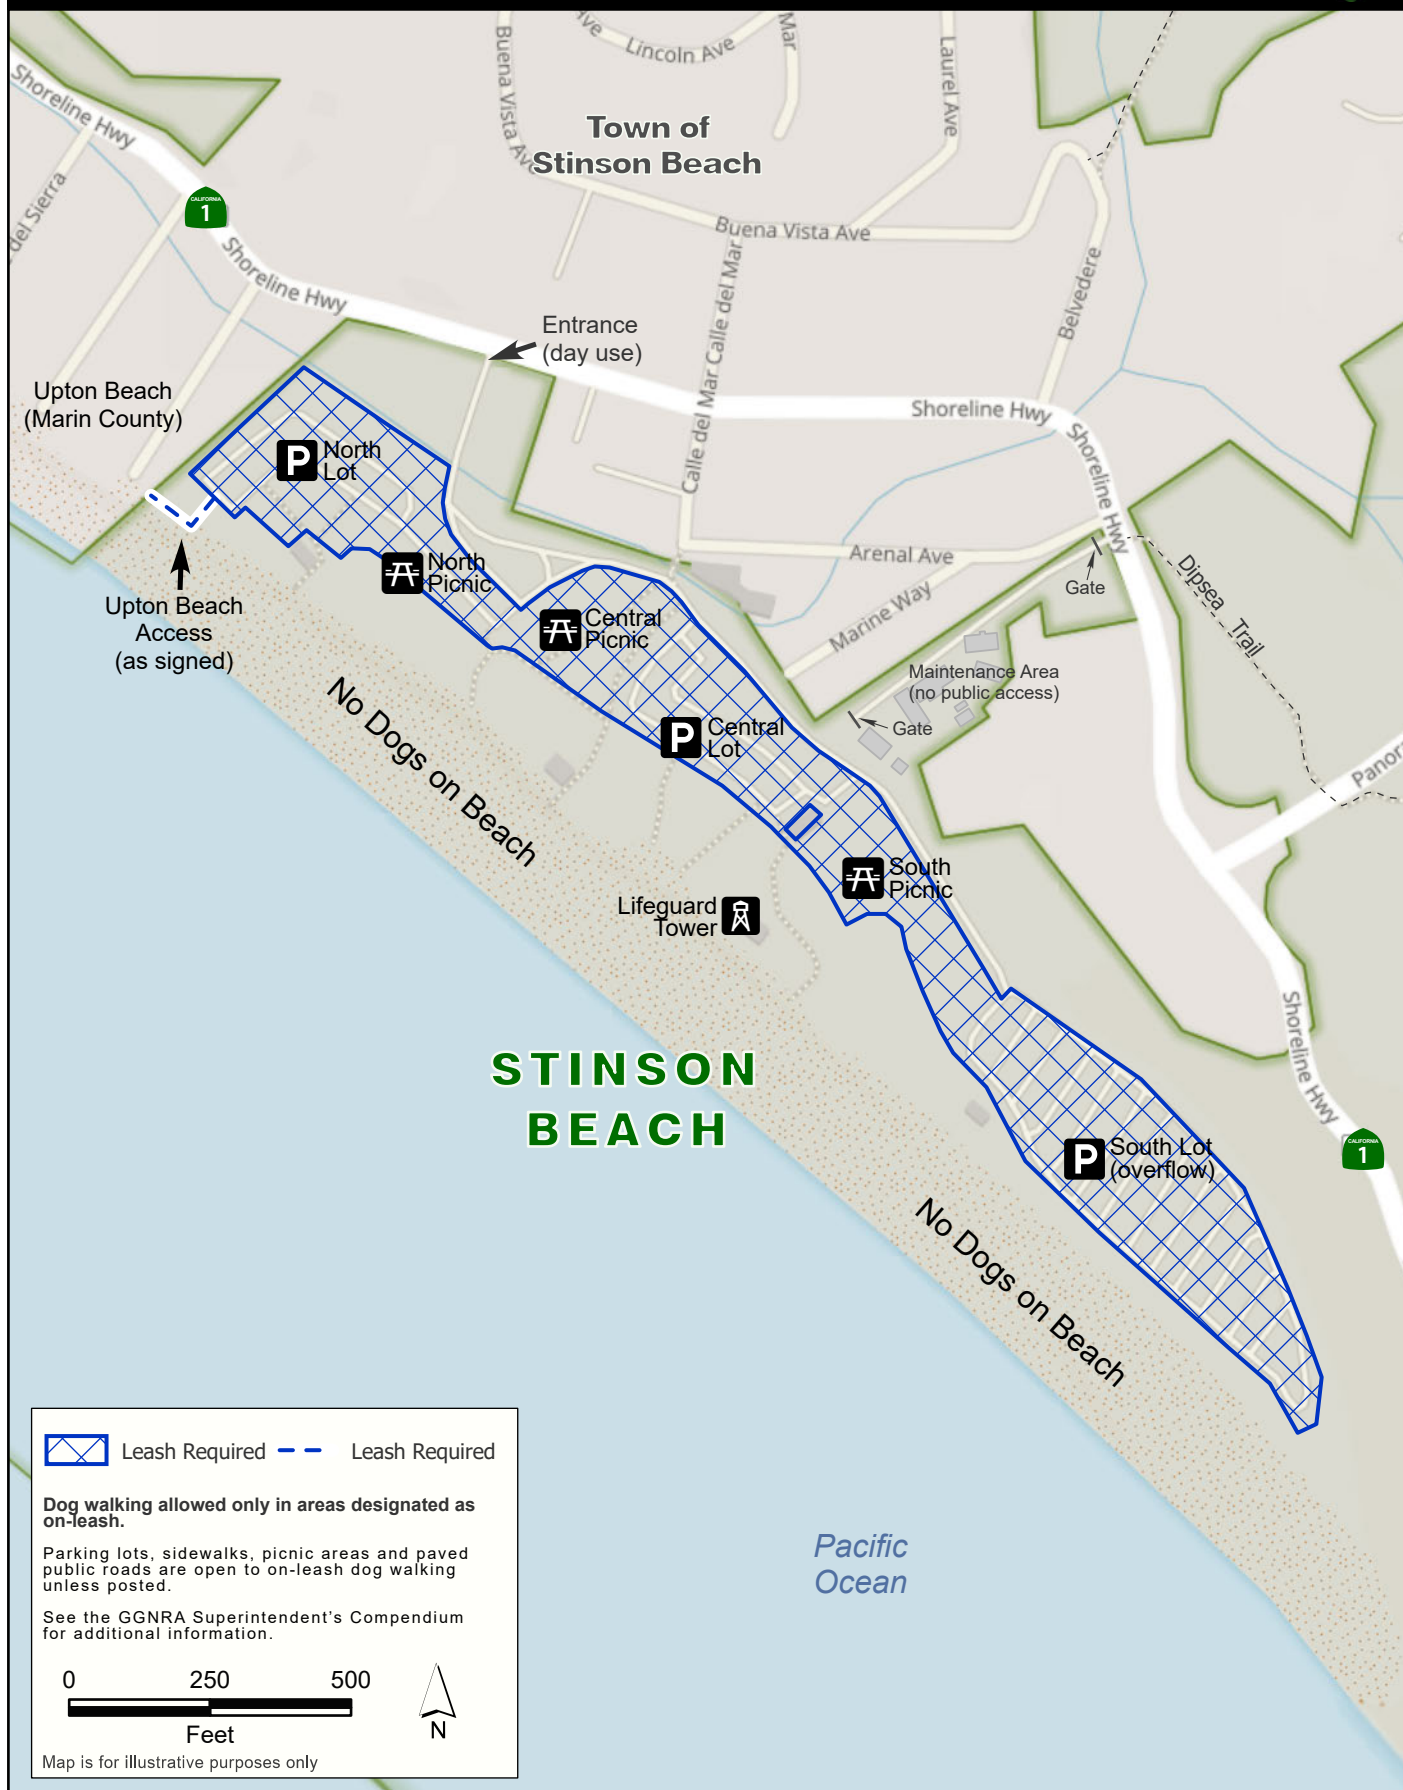 Ave
Lincoln Ave
Mar
Buena Vista Ave
Laurel Ave
Town of
Stinson Beach
Shoreline Hwy
del Sierra
CALIFORNIA
1
Shoreline Hwy
Buena Vista Ave
Calle del Mar Calle del Mar
Belvedere
Entrance
(day use)
Upton Beach
(Marin County)
Shoreline Hwy
Shoreline Hwy
P
North
Lot
Arenal Ave
Gate
Dipsea
Trail
North
Picnic
Marine Way
Upton Beach
Access
(as signed)
Central
Picnic
Maintenance Area
(no public access)
Gate
P
Central
Lot
No Dogs on Beach
South
Picnic
Lifeguard
Tower
STINSON
BEACH
Shoreline Hwy
CALIFORNIA
1
P
South Lot
(overflow)
No Dogs on Beach
Leash Required
Leash Required
Dog walking allowed only in areas designated as
on-leash.
Parking lots, sidewalks, picnic areas and paved
public roads are open to on-leash dog walking
unless posted.
See the GGNRA Superintendent's Compendium
for additional information.
0 250 500
Feet
N
Map is for illustrative purposes only
Pacific
Ocean